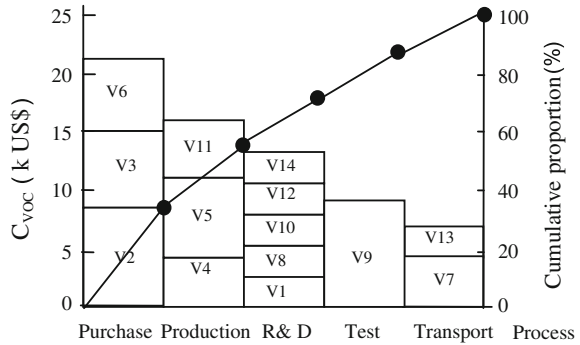 25
20
15
10
5
0
C_VOC ( k US$)
V6
V3
V2
V11
V5
V4
V14
V12
V10
V8
V1
V9
V13
V7
100
80
60
40
20
0
Cumulative proportion(%)
Purchase Production R& D Test Transport Process